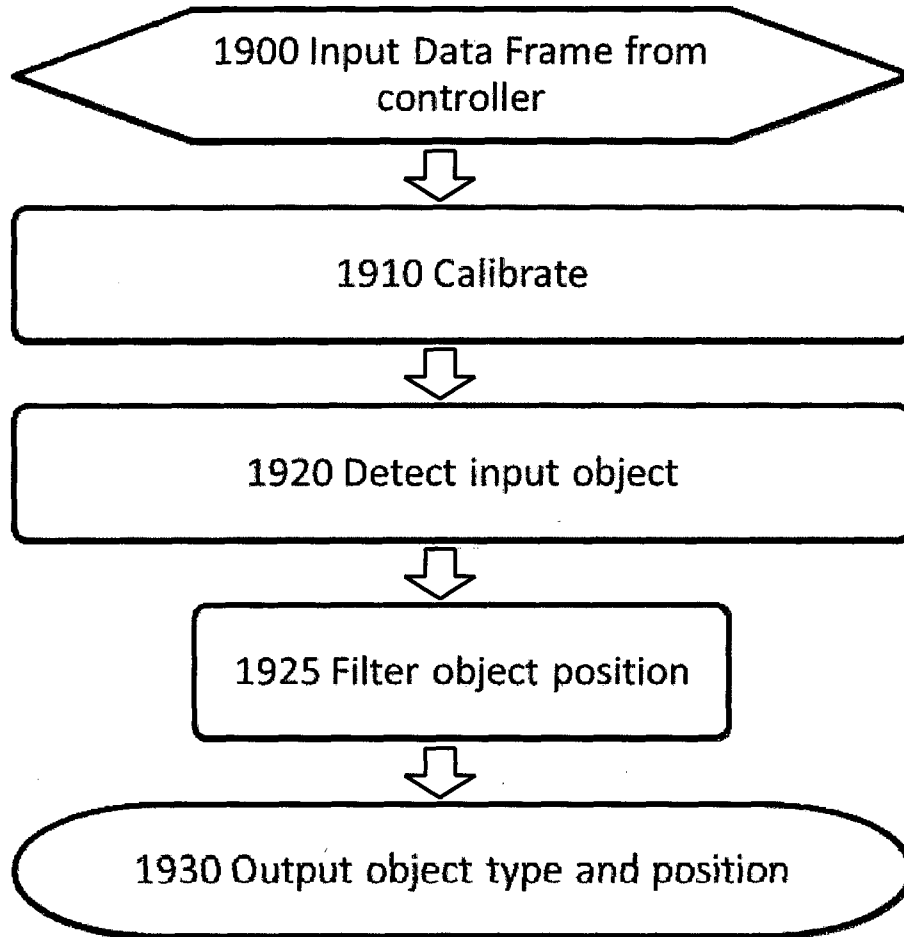 1900 Input Data Frame from
controller
1910 Calibrate
1920 Detect input object
1925 Filter object position
1930 Output object type and position